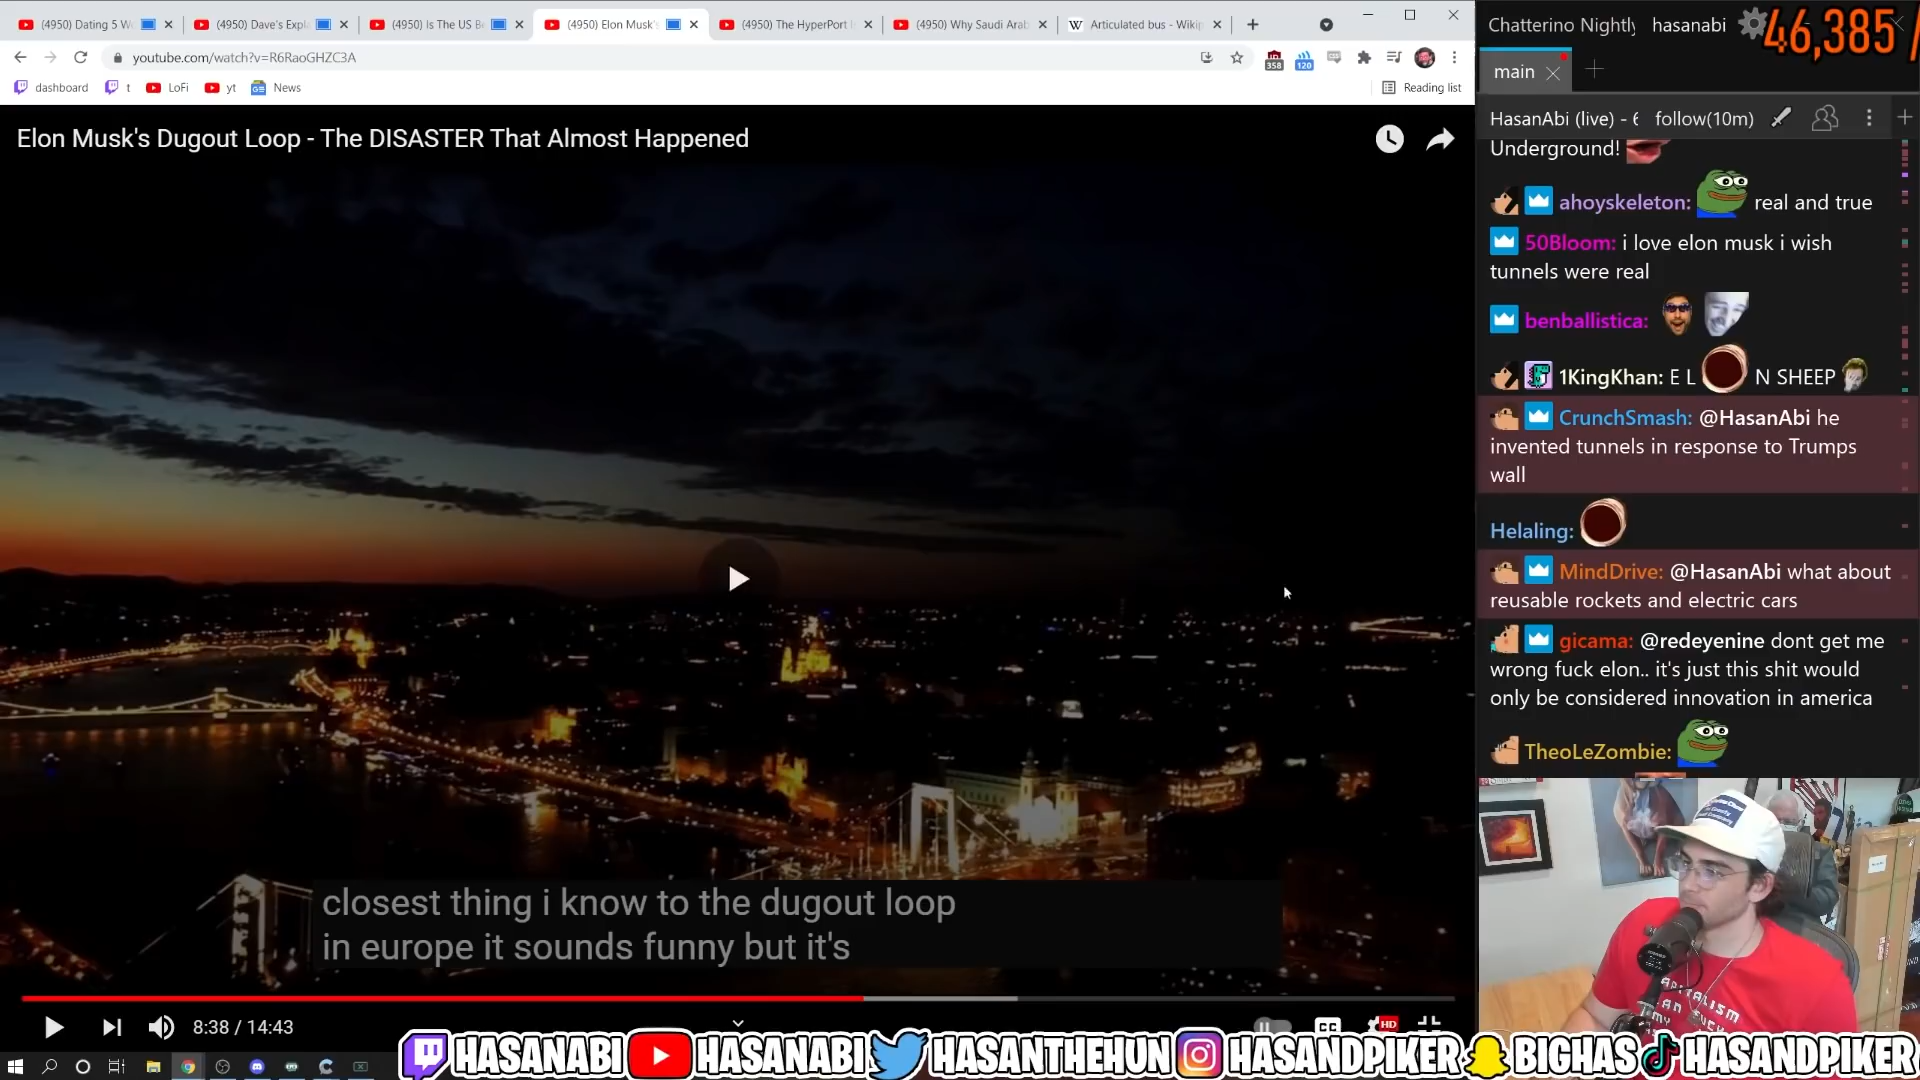 (4950) Dating 5 W
(4950) Dave's Expl
(4950) Is The US B
(4950) Elon Musk'
(4950) The HyperPort
(4950) Why Saudi Arab
Articulated bus - Wikip
youtube.com/watch?v=R6RaoGHZC3A
358
120
dashboard
t
LoFi
yt
News
Reading list
Elon Musk's Dugout Loop - The DISASTER That Almost Happened
closest thing i know to the dugout loop
in europe it sounds funny but it's
8:38 / 14:43
CC
HD
Chatterino Nightly
hasanabi
46,385 /
main
HasanAbi (live) - 6
follow(10m)
Underground!
ahoyskeleton: real and true
50Bloom: i love elon musk i wish
tunnels were real
benballistica:
1KingKhan: E L N SHEEP
CrunchSmash: @HasanAbi he
invented tunnels in response to Trumps
wall
Helaling:
MindDrive: @HasanAbi what about
reusable rockets and electric cars
gicama: @redeyenine dont get me
wrong fuck elon.. it's just this shit would
only be considered innovation in america
TheoLeZombie:
HASANABI HASANABI HASANTHEHUN HASANDPIKER BIGHAS HASANDPIKER